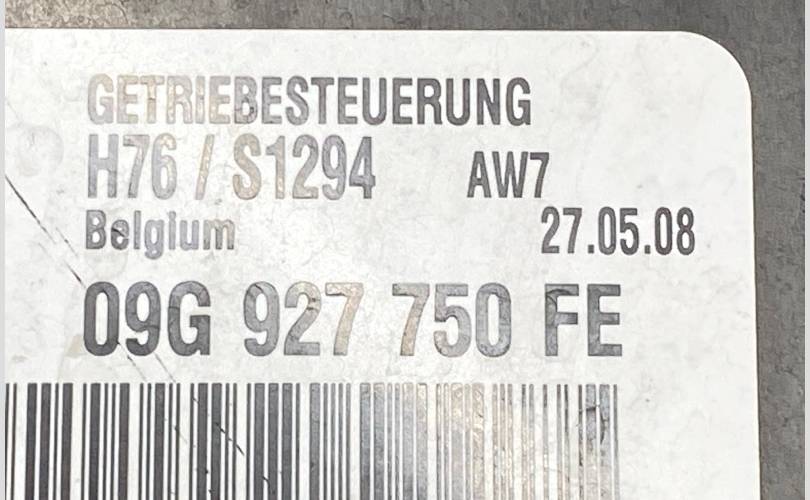 GETRIEBESTEUERUNG
H76 / S1294 AW7
Belgium 27.05.08
09G 927 750 FE